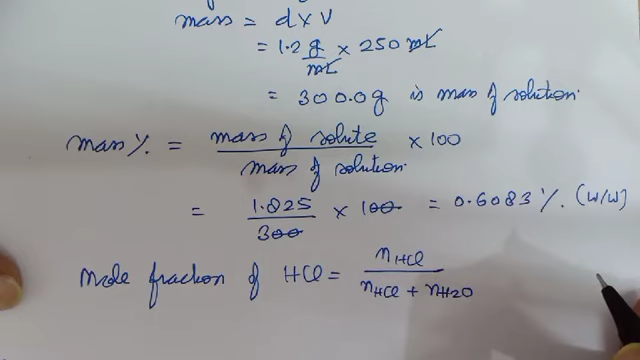 mass = d x V
= 1.2 g/mL x 250 mL
= 300.0g is mass of solution.
mass % = mass of solute / mass of solution x 100
= 1.825 / 300 x 100 = 0.6083 %. (w/w)
Mole fraction of HCl = nHCl / nHCl + nH2O